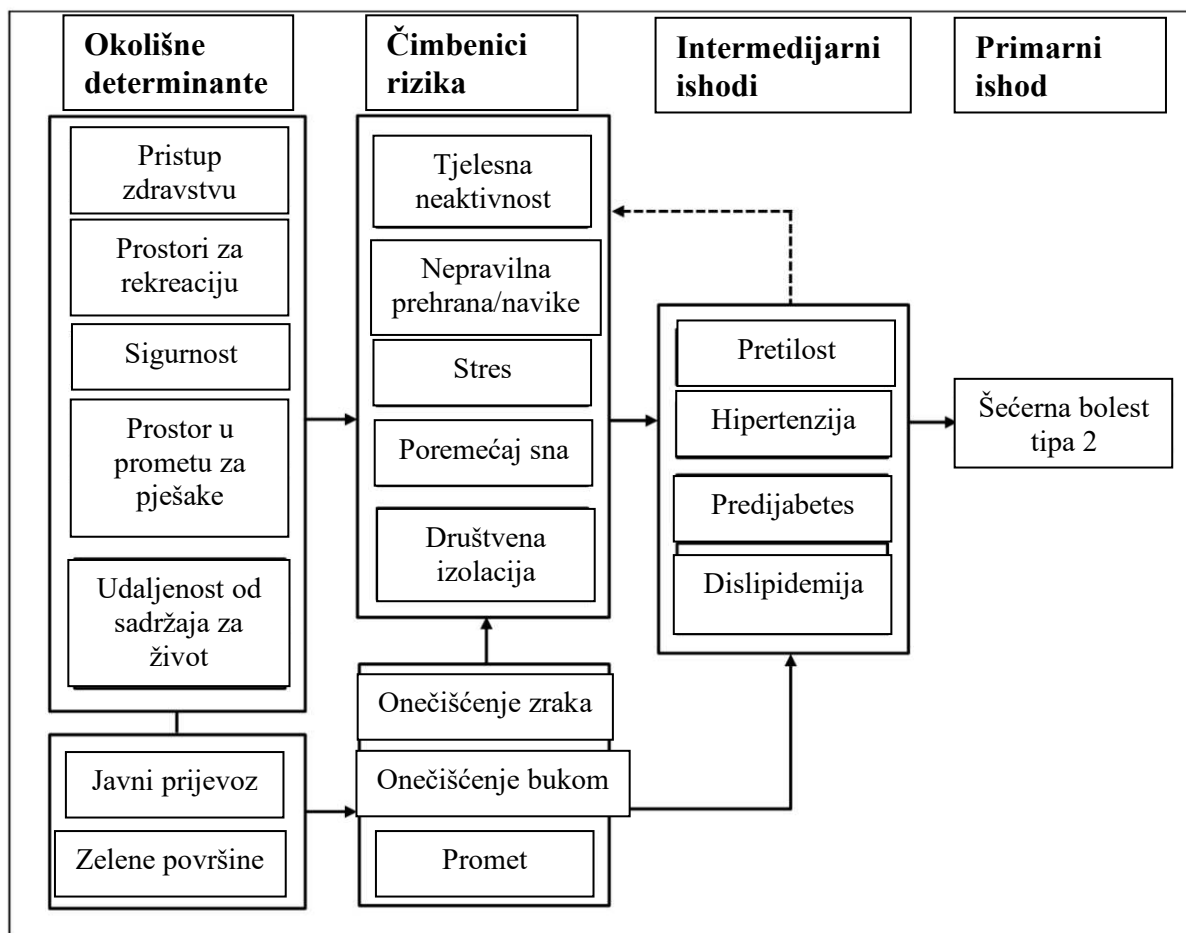 Okolišne
determinante
Čimbenici
rizika
Intermedijarni
ishodi
Primarni
ishod
Pristup
zdravstvu
Prostori za
rekreaciju
Sigurnost
Prostor u
prometu za
pješake
Udaljenost od
sadržaja za
život
Javni prijevoz
Zelene površine
Tjelesna
neaktivnost
Nepravilna
prehrana/navike
Stres
Poremećaj sna
Društvena
izolacija
Onečišćenje zraka
Onečišćenje bukom
Promet
Pretilost
Hipertenzija
Predijabetes
Dislipidemija
Šećerna bolest
tipa 2